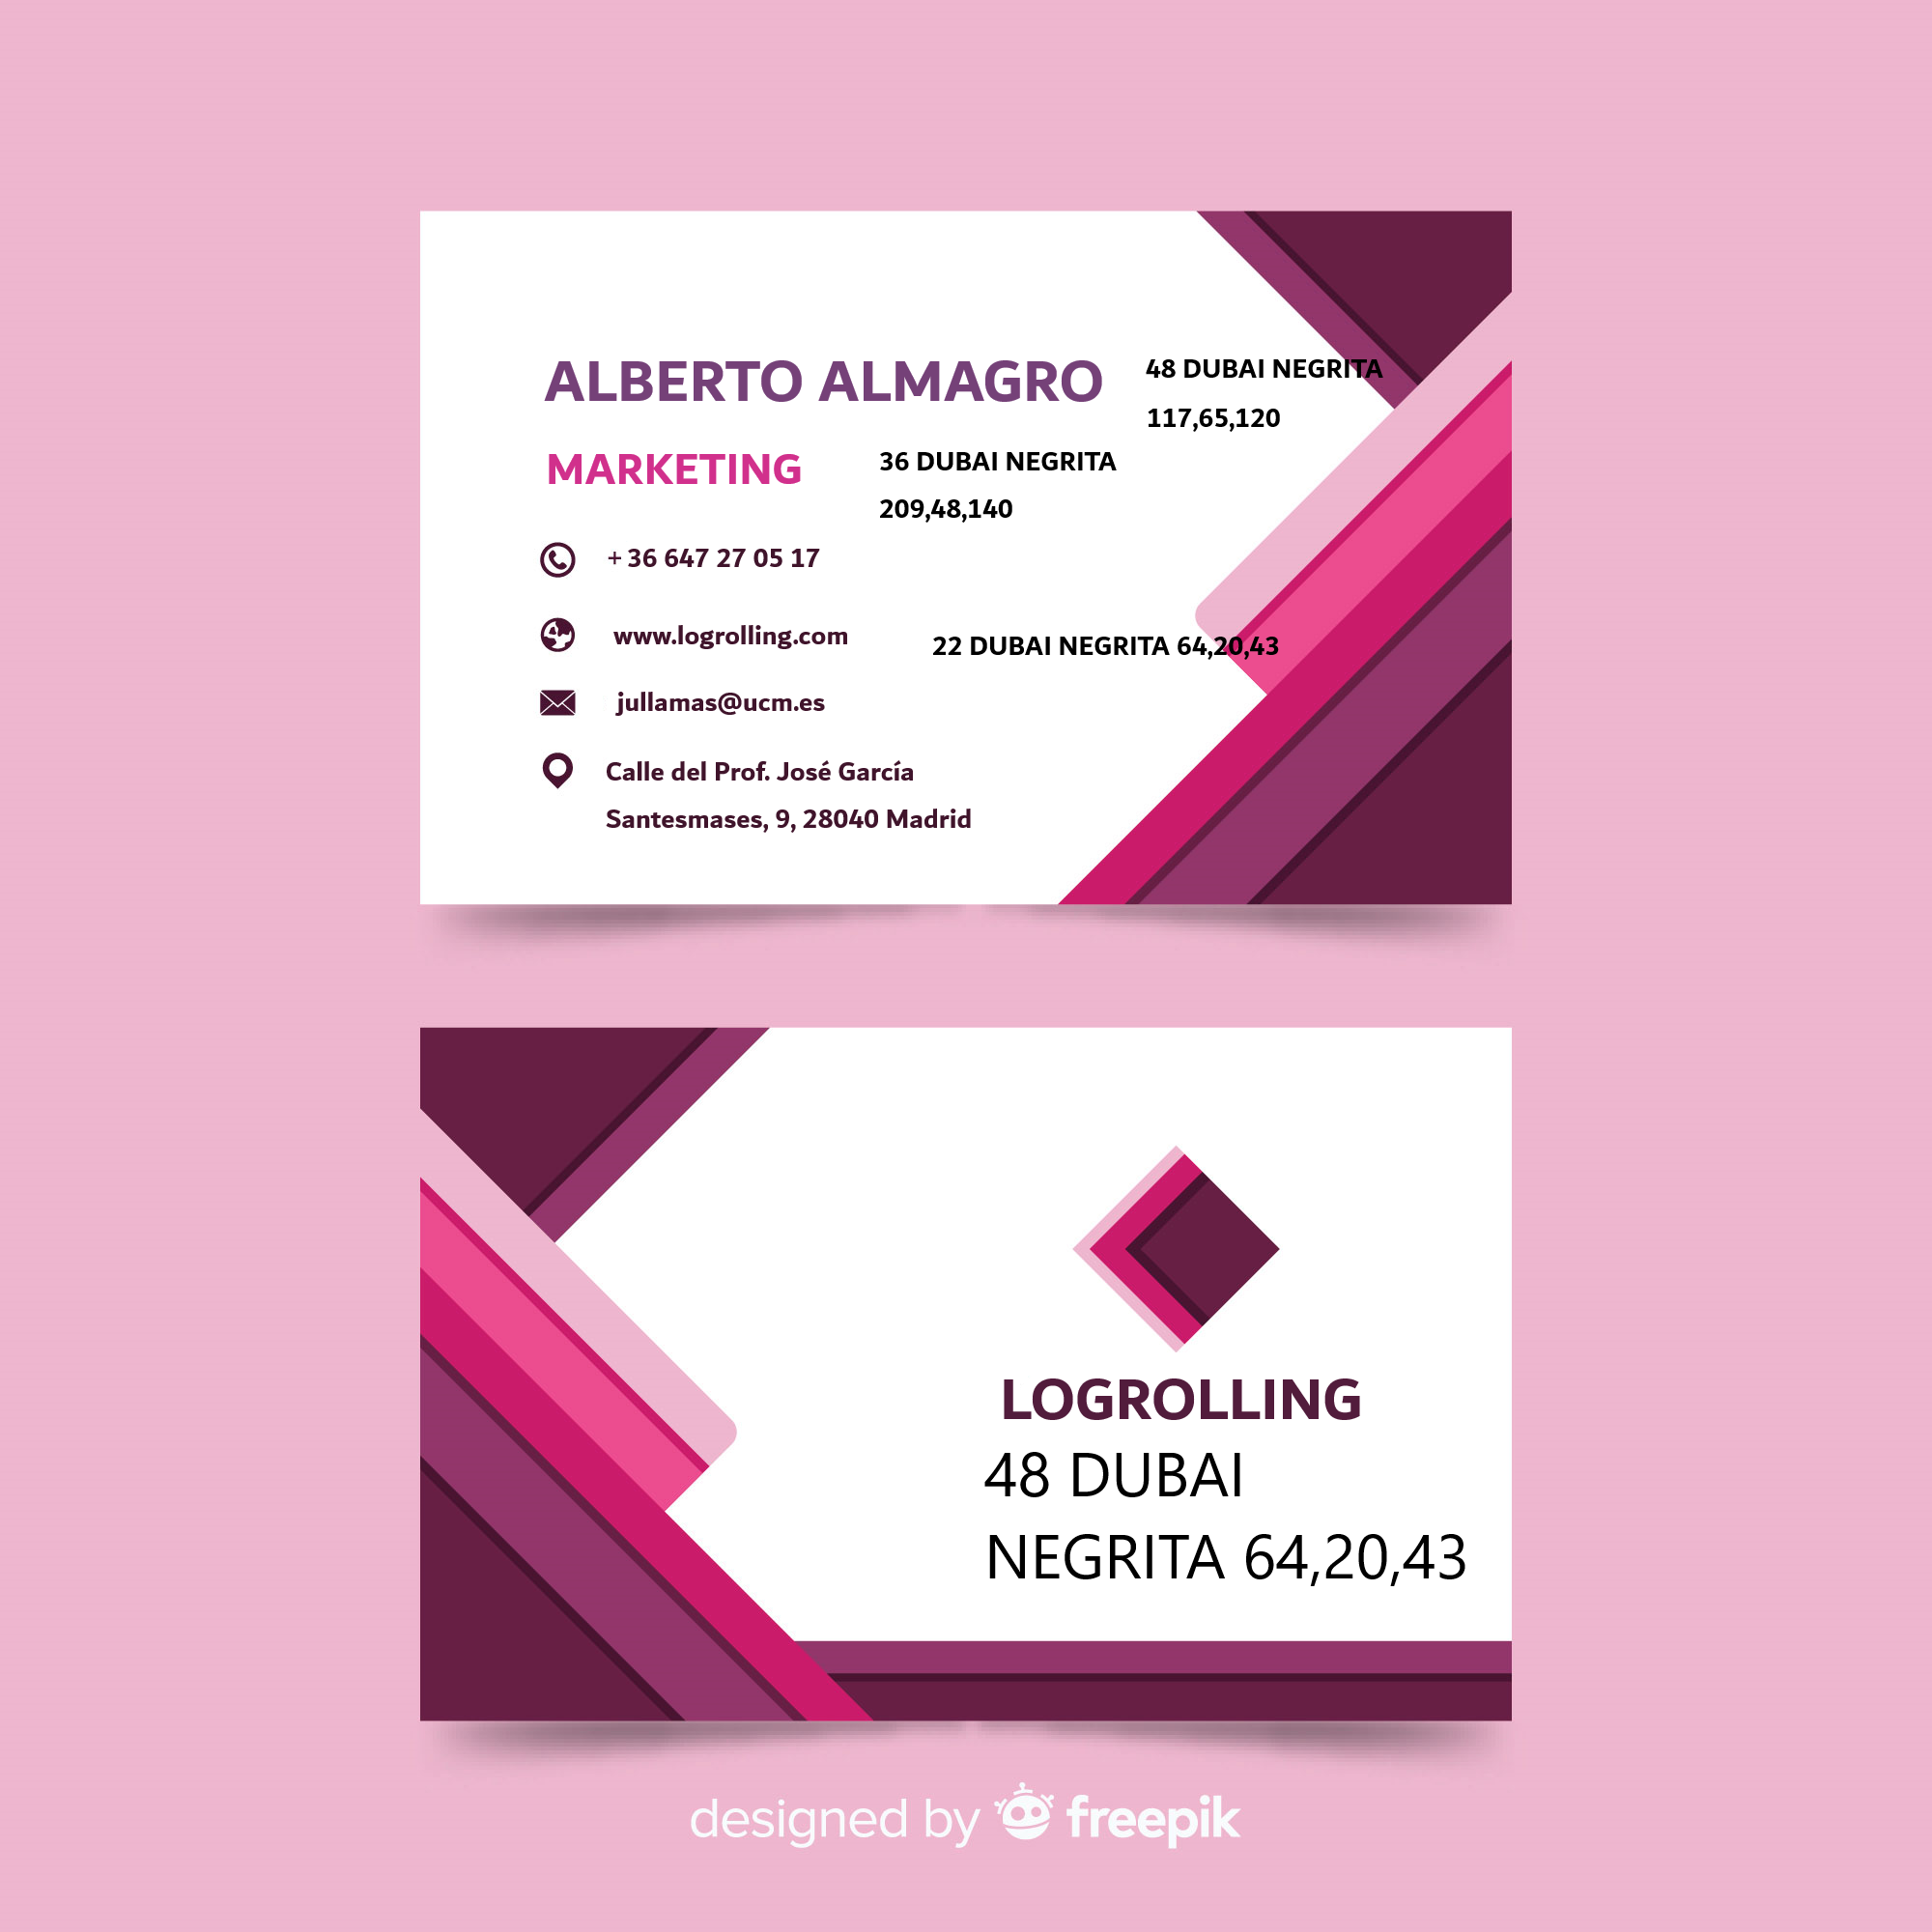 ALBERTO ALMAGRO
48 DUBAI NEGRITA
117,65,120
MARKETING
36 DUBAI NEGRITA
209,48,140
+ 36 647 27 05 17
www.logrolling.com
22 DUBAI NEGRITA 64,20,43
jullamas@ucm.es
Calle del Prof. José García
Santesmases, 9, 28040 Madrid
LOGROLLING
48 DUBAI
NEGRITA 64,20,43
designed by freepik